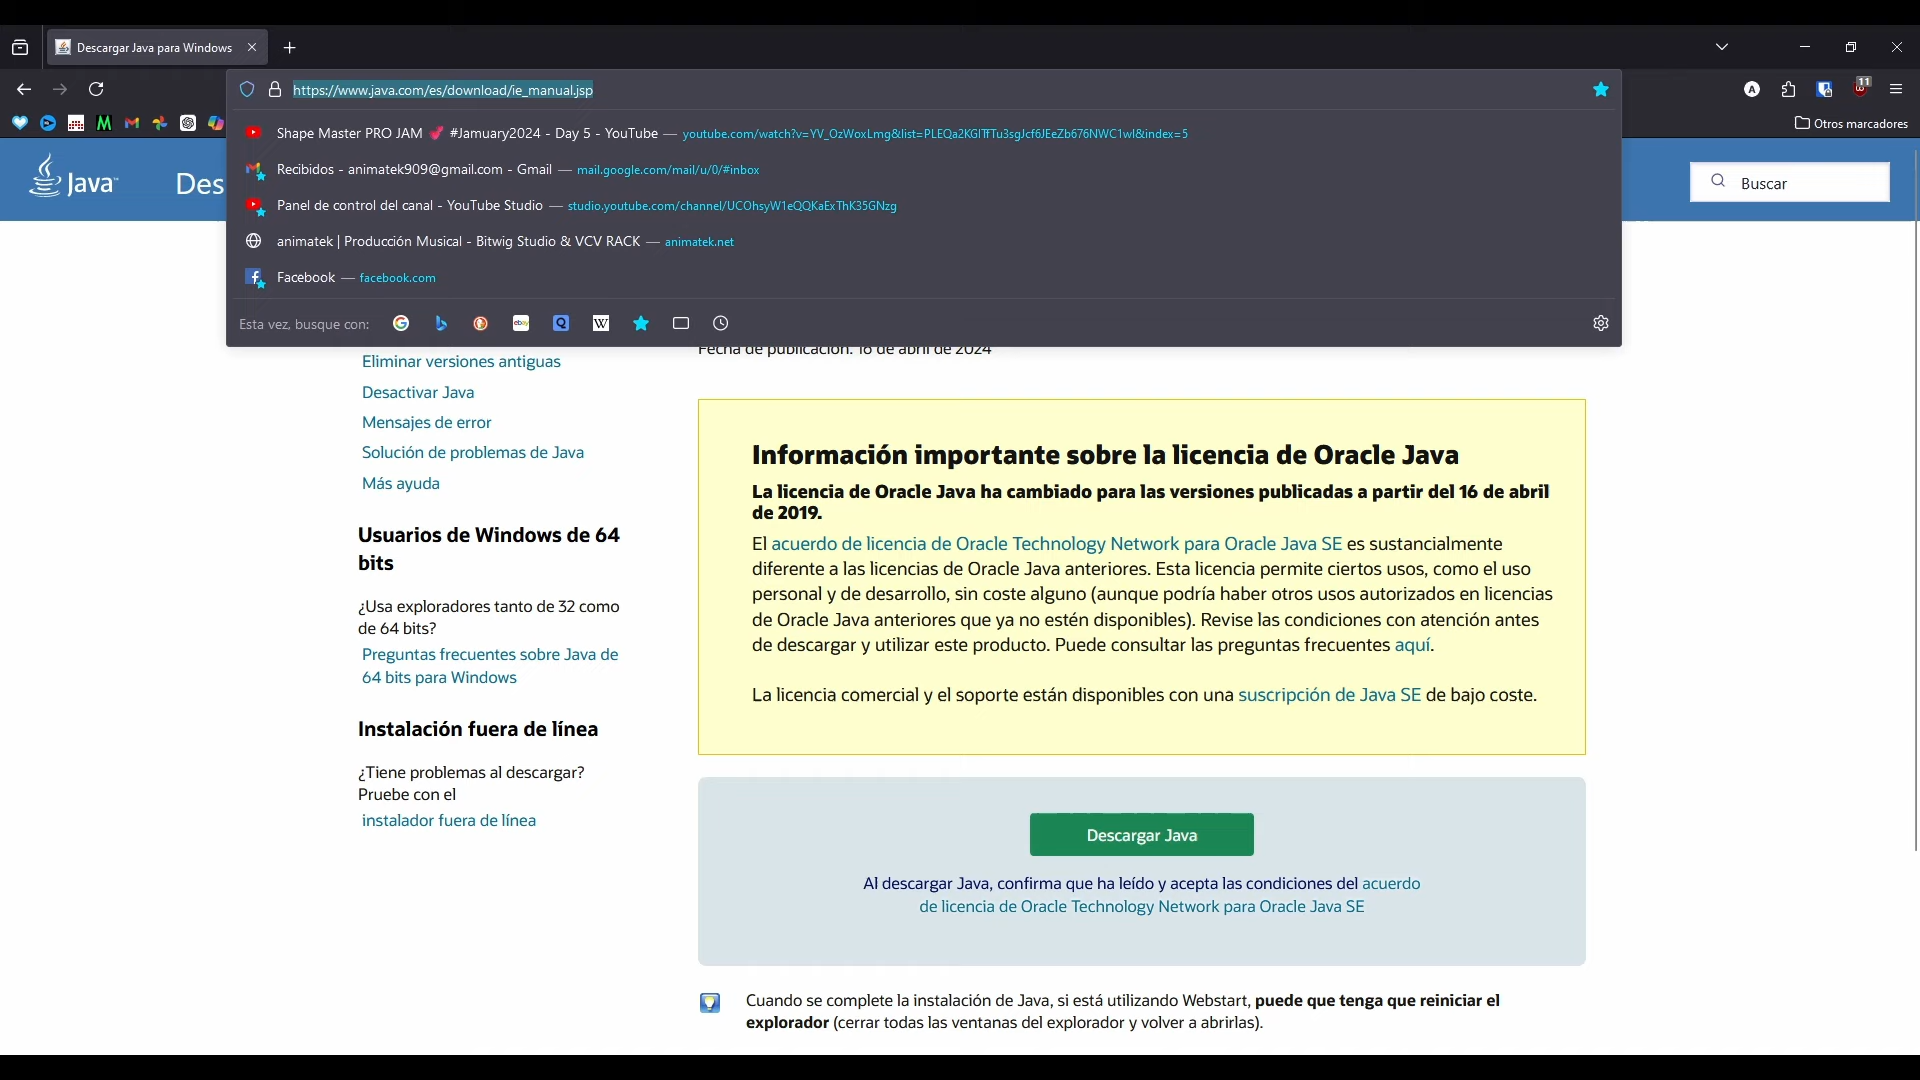 Descargar Java para Windows
https://www.java.com/es/download/ie_manual.jsp
11
Shape Master PRO JAM 💕 #Jamuary2024 - Day 5 - YouTube — youtube.com/watch?v=YV_OzWoxLmg&list=PLEQa2KGlTfTu3sgJcf6JEeZb676NWC1wl&index=5
Otros marcadores
Recibidos - animatek909@gmail.com - Gmail — mail.google.com/mail/u/0/#inbox
Java
Des
Buscar
Panel de control del canal - YouTube Studio — studio.youtube.com/channel/UCOhsyW1eQQKaExThK35GNzg
animatek | Producción Musical - Bitwig Studio & VCV RACK — animatek.net
Facebook — facebook.com
Esta vez, busque con:
Fecha de publicación: 16 de abril de 2024
Eliminar versiones antiguas
Desactivar Java
Mensajes de error
Solución de problemas de Java
Más ayuda
Usuarios de Windows de 64
bits
¿Usa exploradores tanto de 32 como
de 64 bits?
Preguntas frecuentes sobre Java de
64 bits para Windows
Instalación fuera de línea
¿Tiene problemas al descargar?
Pruebe con el
instalador fuera de línea
Información importante sobre la licencia de Oracle Java
La licencia de Oracle Java ha cambiado para las versiones publicadas a partir del 16 de abril
de 2019.
El acuerdo de licencia de Oracle Technology Network para Oracle Java SE es sustancialmente
diferente a las licencias de Oracle Java anteriores. Esta licencia permite ciertos usos, como el uso
personal y de desarrollo, sin coste alguno (aunque podría haber otros usos autorizados en licencias
de Oracle Java anteriores que ya no estén disponibles). Revise las condiciones con atención antes
de descargar y utilizar este producto. Puede consultar las preguntas frecuentes aquí.
La licencia comercial y el soporte están disponibles con una suscripción de Java SE de bajo coste.
Descargar Java
Al descargar Java, confirma que ha leído y acepta las condiciones del acuerdo
de licencia de Oracle Technology Network para Oracle Java SE
Cuando se complete la instalación de Java, si está utilizando Webstart, puede que tenga que reiniciar el
explorador (cerrar todas las ventanas del explorador y volver a abrirlas).